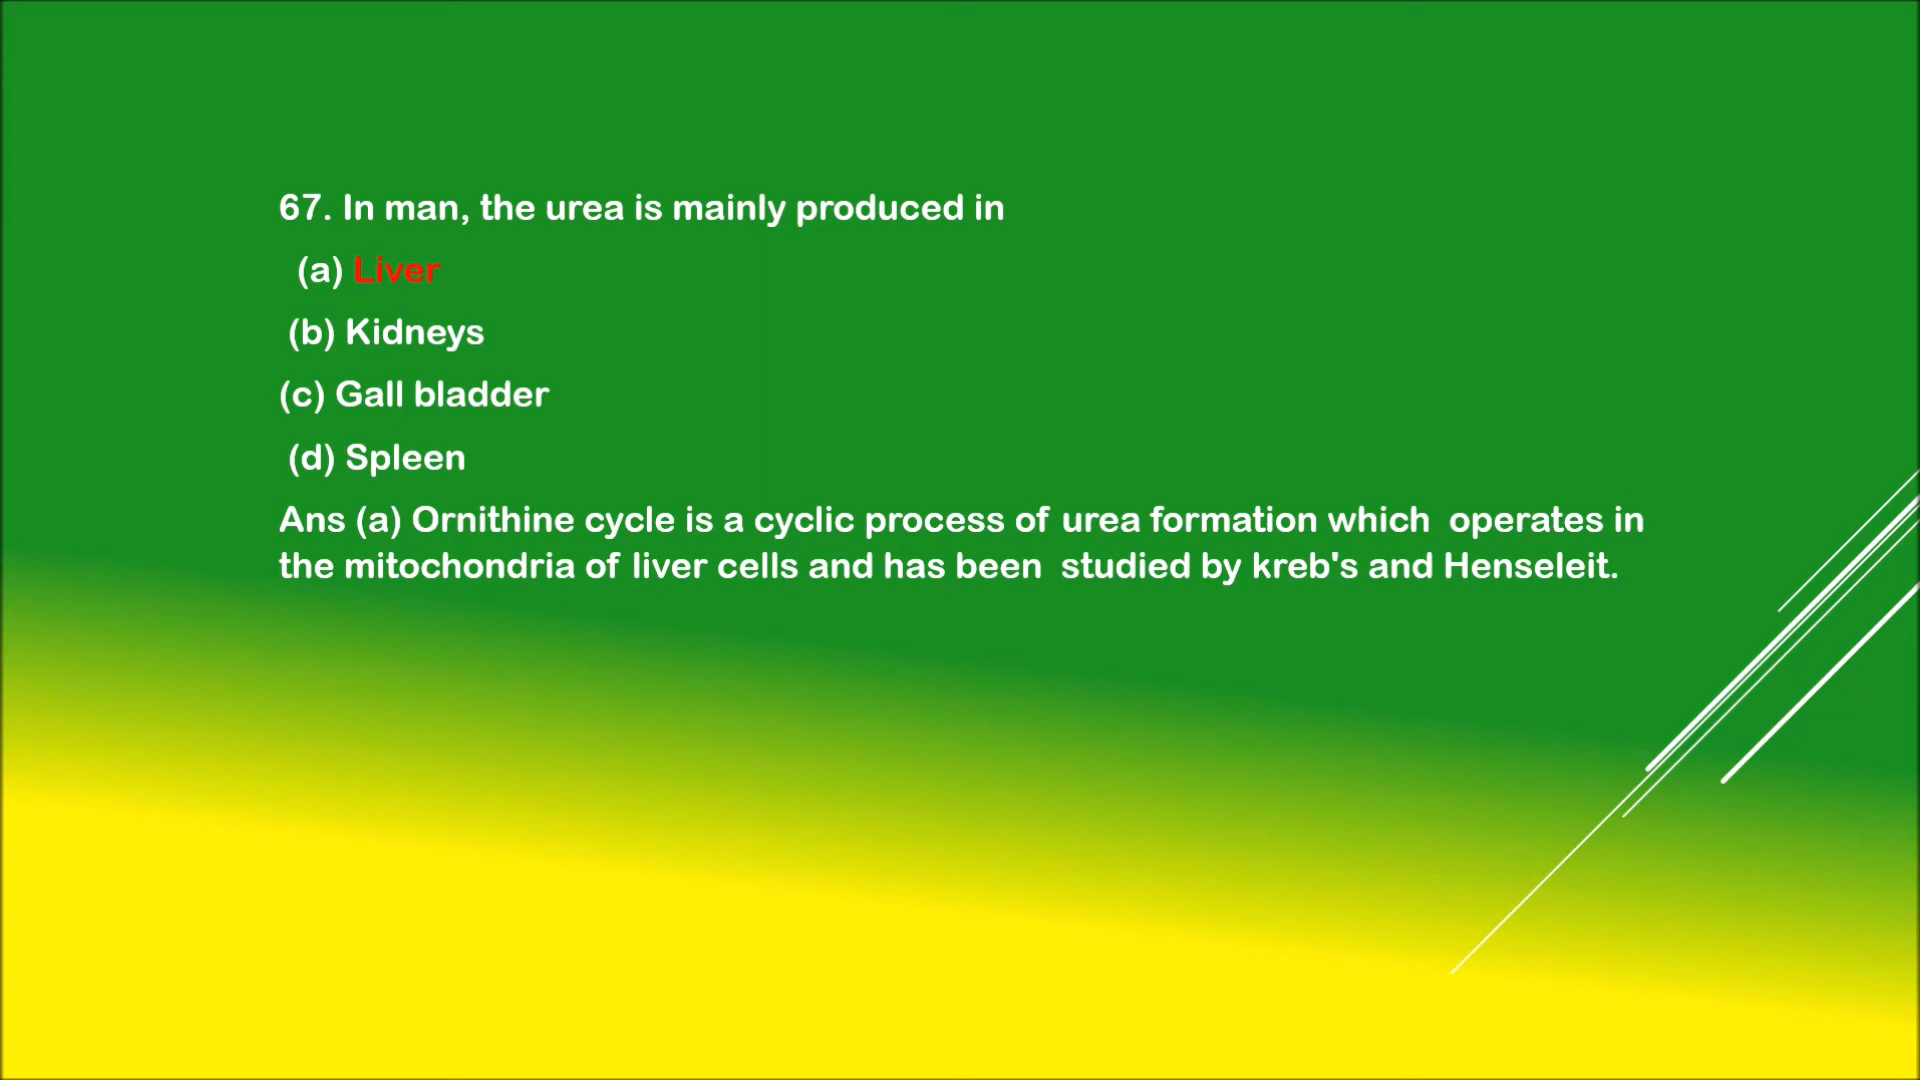 67. In man, the urea is mainly produced in
(a) Liver
(b) Kidneys
(c) Gall bladder
(d) Spleen
Ans (a) Ornithine cycle is a cyclic process of urea formation which operates in
the mitochondria of liver cells and has been studied by kreb's and Henseleit.